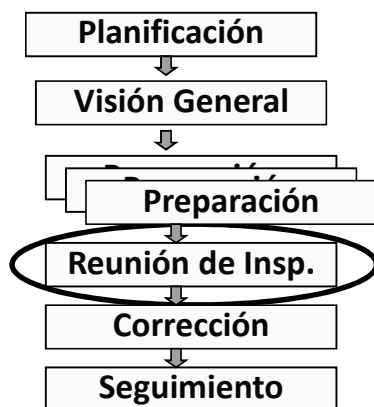 Planificación
Visión General
Preparación
Reunión de Insp.
Corrección
Seguimiento